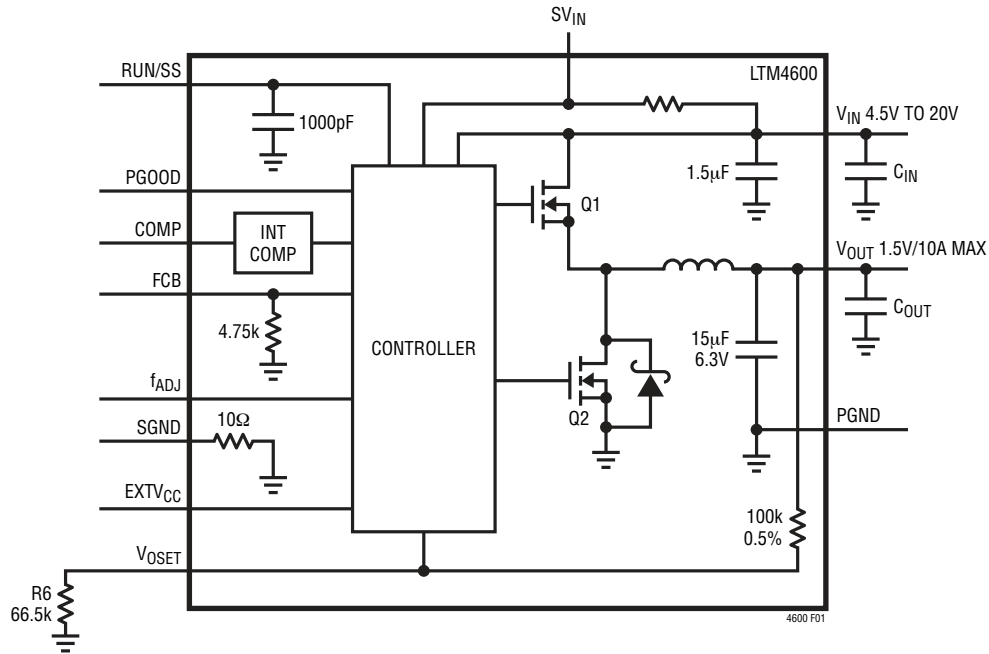 SVIN
LTM4600
RUN/SS
1000pF
VIN 4.5V TO 20V
1.5μF
CIN
PGOOD
Q1
COMP
INT
COMP
VOUT 1.5V/10A MAX
FCB
COUT
4.75k
CONTROLLER
15μF
6.3V
fADJ
Q2
PGND
SGND
10Ω
EXTVCC
100k
0.5%
VOSET
R6
66.5k
4600 F01